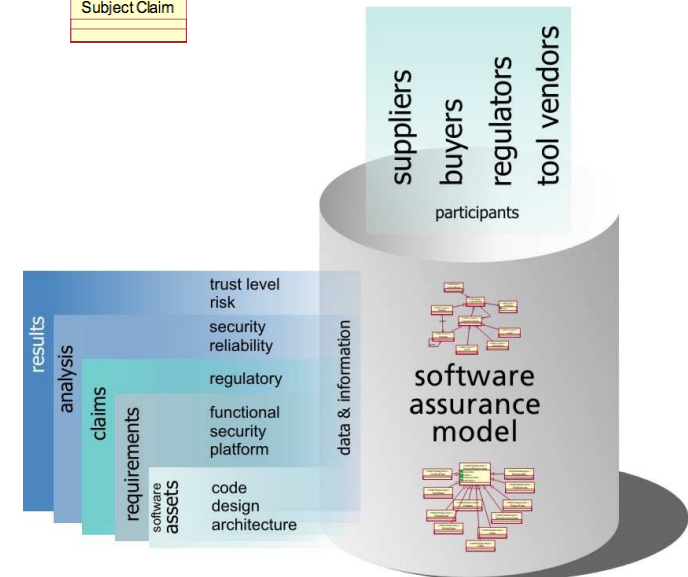 Subject Claim
suppliers
buyers
regulators
tool vendors
participants
results
trust level
risk
analysis
security
reliability
claims
regulatory
requirements
functional
security
platform
software
assets
code
design
architecture
data & information
software
assurance
model